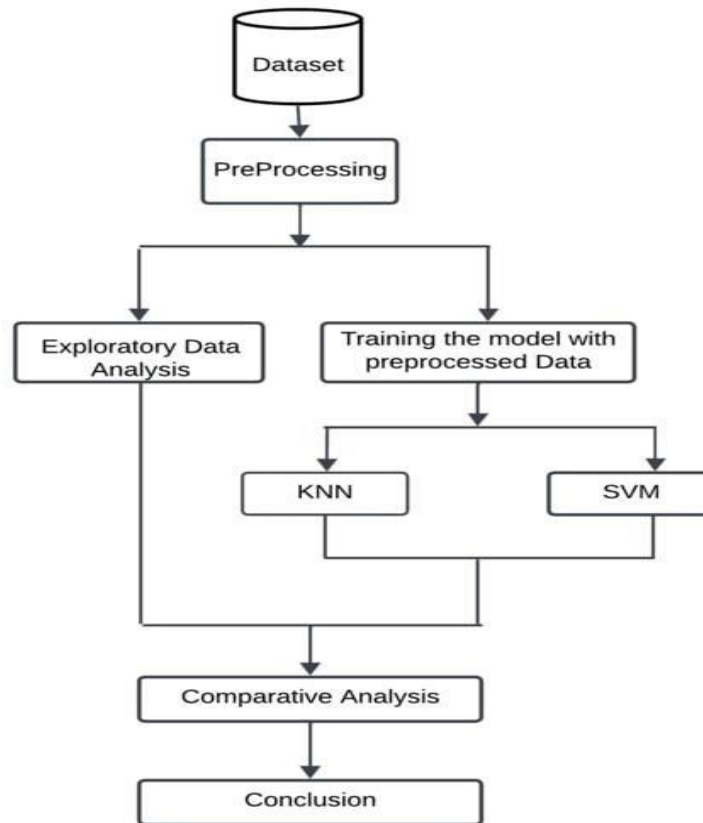 Dataset
PreProcessing
Exploratory Data
Analysis
Training the model with
preprocessed Data
KNN
SVM
Comparative Analysis
Conclusion